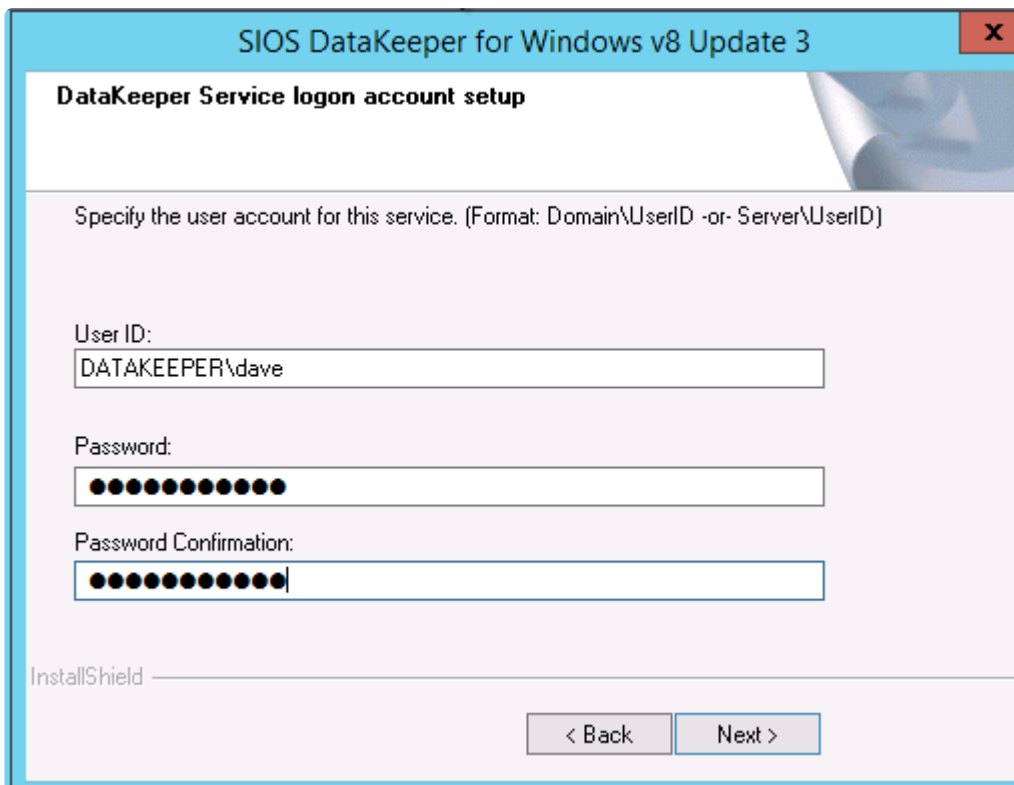 SIOS DataKeeper for Windows v8 Update 3
x
DataKeeper Service logon account setup
Specify the user account for this service. (Format: Domain\UserID -or- Server\UserID)
User ID:
DATAKEEPER\dave
Password:
●●●●●●●●●●●
Password Confirmation:
●●●●●●●●●●●
InstallShield
< Back Next >